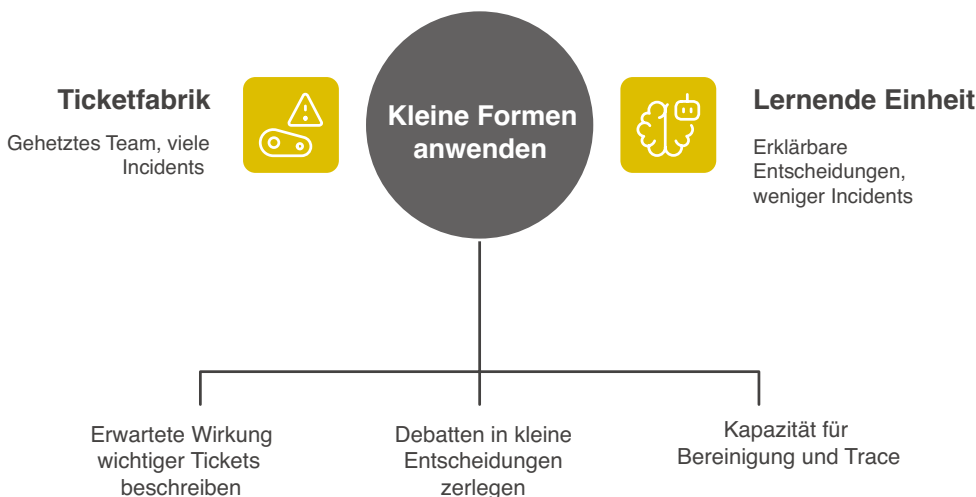 Ticketfabrik
Gehetztes Team, viele
Incidents
Kleine Formen
anwenden
Lernende Einheit
Erklärbare
Entscheidungen,
weniger Incidents
Erwartete Wirkung
wichtiger Tickets
beschreiben
Debatten in kleine
Entscheidungen
zerlegen
Kapazität für
Bereinigung und Trace